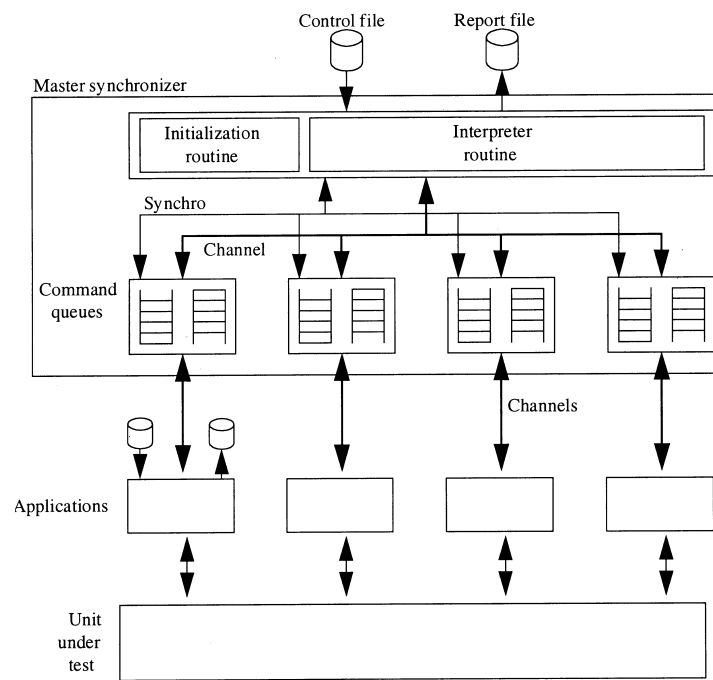 Control file
Report file
Master synchronizer
Initialization
routine
Interpreter
routine
Synchro
Channel
Command
queues
Channels
Applications
Unit
under
test